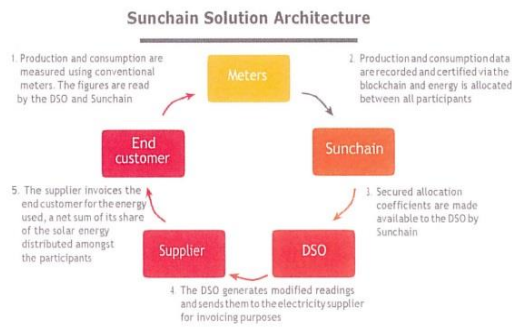 Sunchain Solution Architecture
1. Production and consumption are
measured using conventional
meters. The figures are read
by the DSO and Sunchain
Meters
2. Production and consumption data
are recorded and certified via the
blockchain and energy is allocated
between all participants
End
customer
Sunchain
5. The supplier invoices the
end customer for the energy
used, a net sum of its share
of the solar energy
distributed amongst
the participants
3. Secured allocation
coefficients are made
available to the DSO by
Sunchain
Supplier
DSO
4. The DSO generates modified readings
and sends them to the electricity supplier
for invoicing purposes